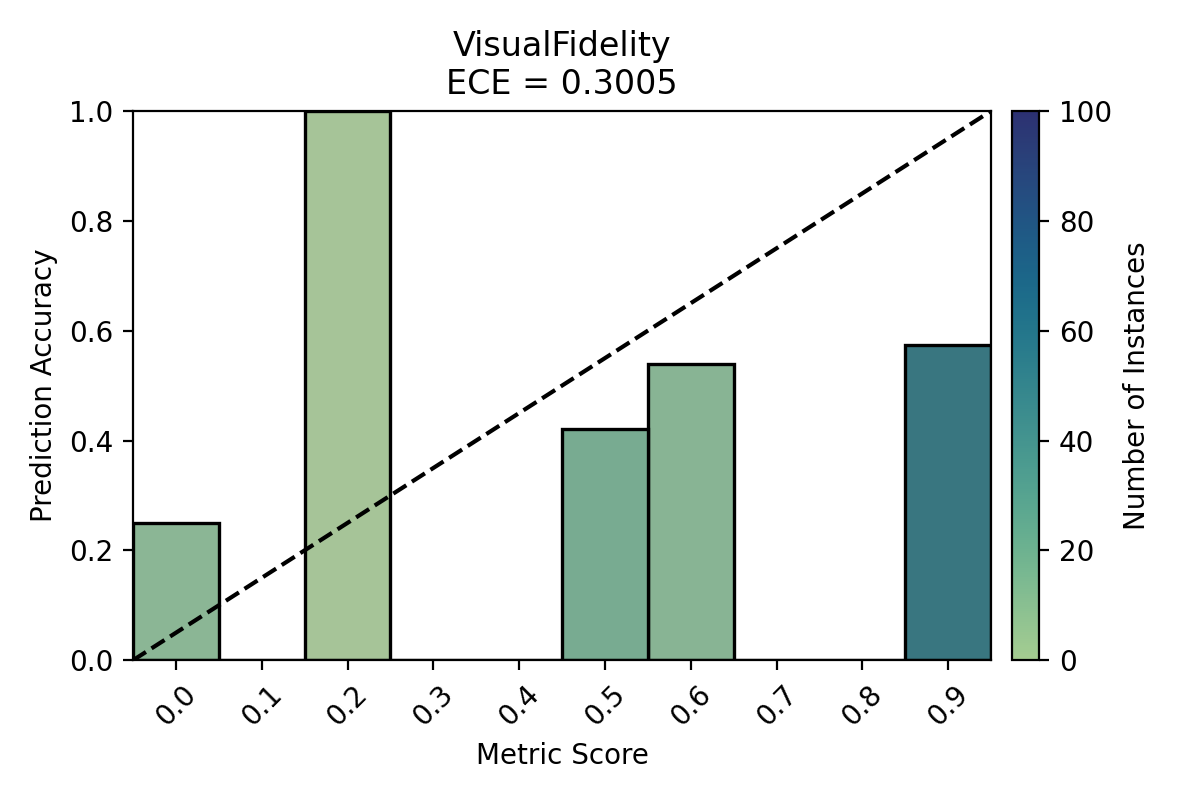 VisualFidelity
ECE = 0.3005
Prediction Accuracy
1.0
0.8
0.6
0.4
0.2
0.0
0.0 0.1 0.2 0.3 0.4 0.5 0.6 0.7 0.8 0.9
Metric Score
100
80
60
40
20
0
Number of Instances